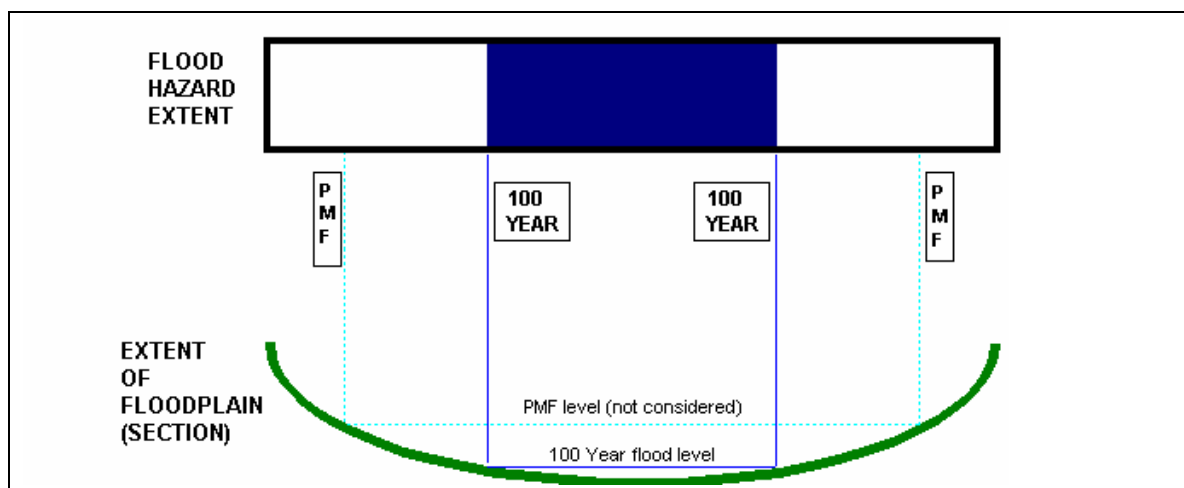 FLOOD
HAZARD
EXTENT
P
M
F
100
YEAR
100
YEAR
P
M
F
EXTENT
OF
FLOODPLAIN
(SECTION)
PMF level (not considered)
100 Year flood level